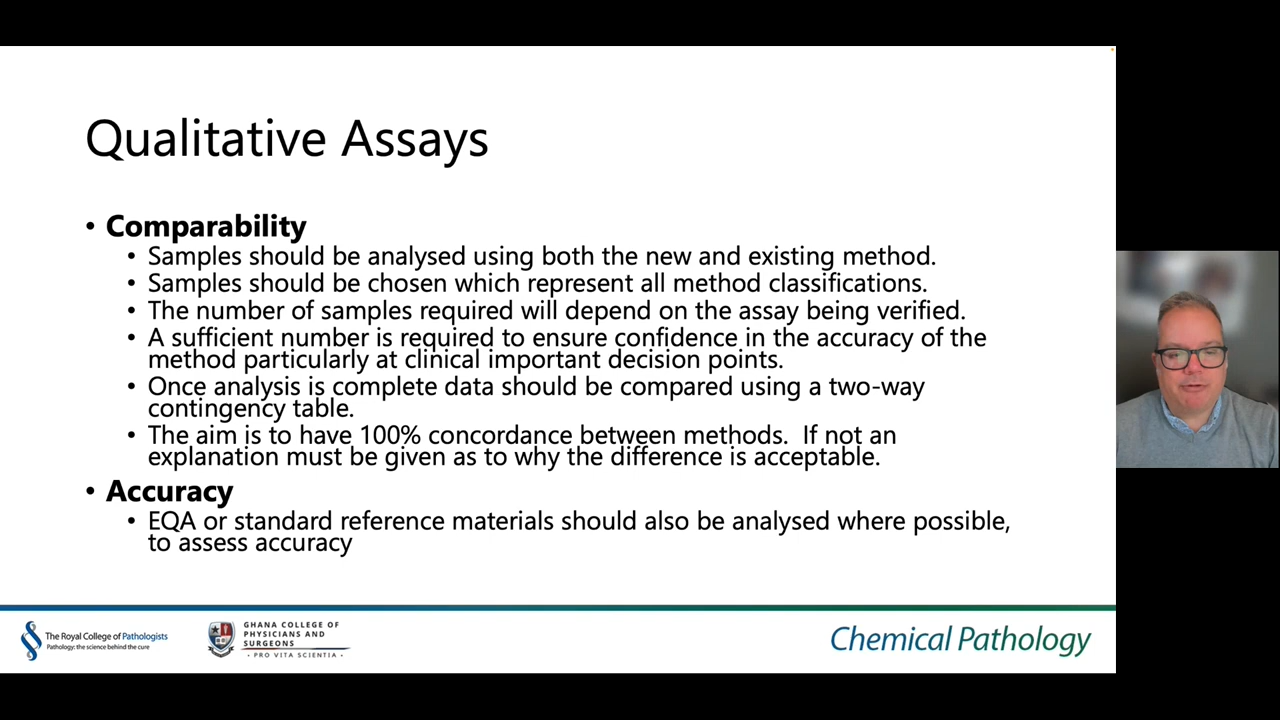 Qualitative Assays
• Comparability
• Samples should be analysed using both the new and existing method.
• Samples should be chosen which represent all method classifications.
• The number of samples required will depend on the assay being verified.
• A sufficient number is required to ensure confidence in the accuracy of the
method particularly at clinical important decision points.
• Once analysis is complete data should be compared using a two-way
contingency table.
• The aim is to have 100% concordance between methods.  If not an
explanation must be given as to why the difference is acceptable.
• Accuracy
• EQA or standard reference materials should also be analysed where possible,
to assess accuracy
The Royal College of Pathologists
Pathology: the science behind the cure
GHANA COLLEGE OF
PHYSICIANS AND
SURGEONS
• PRO VITA SCIENTIA •
Chemical Pathology